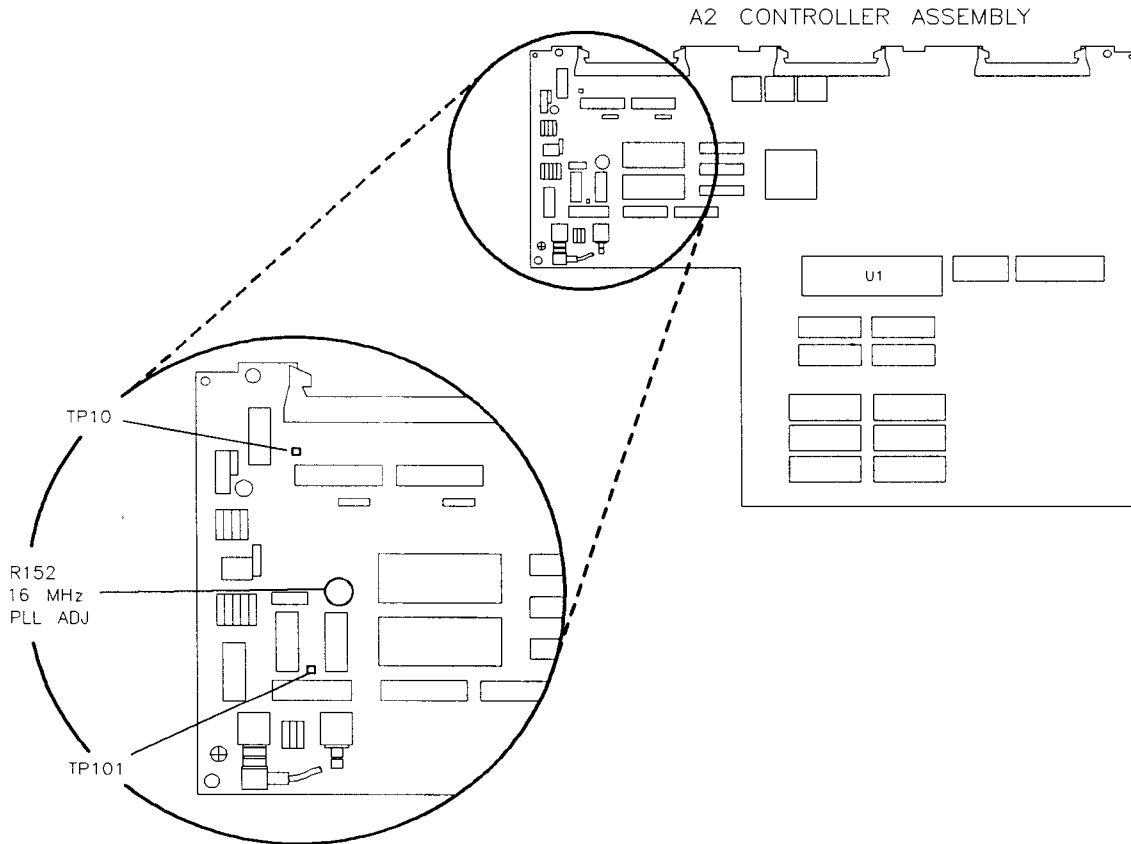 A2 CONTROLLER ASSEMBLY
U1
TP10
R152
16 MHz
PLL ADJ
TP101